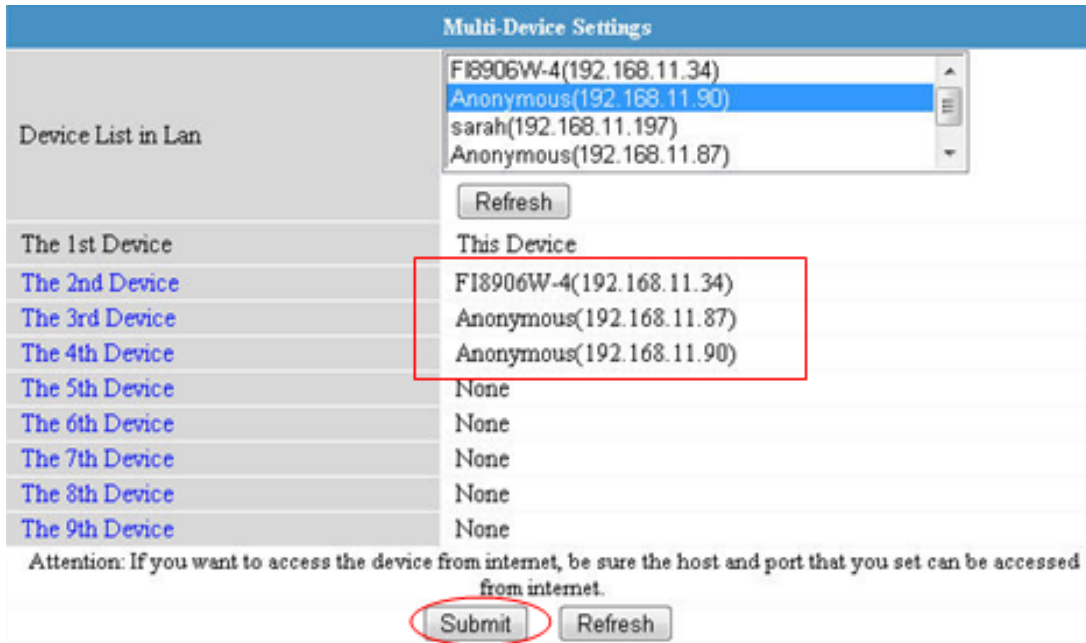 Multi-Device Settings
Device List in Lan
FI8906W-4(192.168.11.34)
Anonymous(192.168.11.90)
sarah(192.168.11.197)
Anonymous(192.168.11.87)
Refresh
The 1st Device This Device
The 2nd Device FI8906W-4(192.168.11.34)
The 3rd Device Anonymous(192.168.11.87)
The 4th Device Anonymous(192.168.11.90)
The 5th Device None
The 6th Device None
The 7th Device None
The 8th Device None
The 9th Device None
Attention: If you want to access the device from internet, be sure the host and port that you set can be accessed
from internet.
Submit Refresh